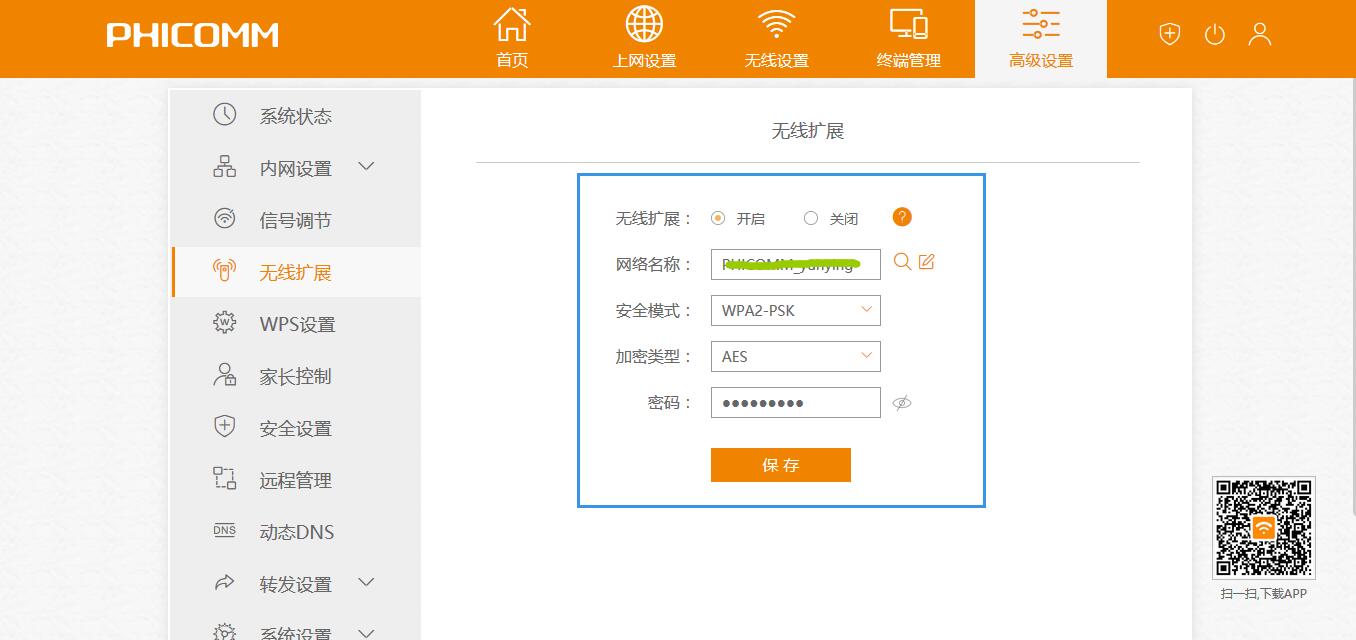 PHICOMM
首页
上网设置
无线设置
终端管理
高级设置
系统状态
内网设置
信号调节
无线扩展
WPS设置
家长控制
安全设置
远程管理
DNS 动态DNS
转发设置
系统设置
无线扩展
无线扩展： 开启 关闭 ?
网络名称：
安全模式： WPA2-PSK
加密类型： AES
密码： ●●●●●●●●●
保 存
扫一扫,下载APP